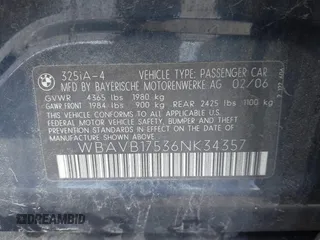 BMW
325iA-4 VEHICLE TYPE: PASSENGER CAR
MFD BY BAYERISCHE MOTORENWERKE AG 02/06
GVWR 4365 lbs 1980 kg
GAWR FRONT 1984 lbs 900 kg REAR 2425 lbs 1100 kg
THIS VEHICLE CONFORMS TO ALL APPLICABLE FEDERAL
MOTOR VEHICLE SAFETY, BUMPER AND THEFT PREVENTION
STANDARDS IN EFFECT ON THE DATE OF
MANUFACTURE SHOWN ABOVE
WBAVB17536NK34357
DREAMBID